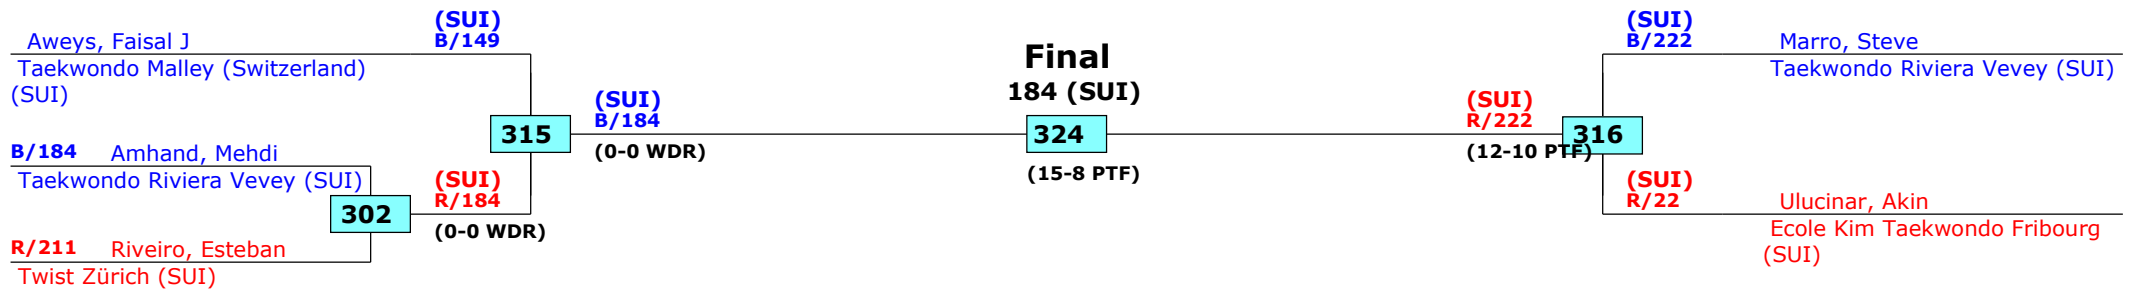 (SUI)
B/149
Aweys, Faisal J
Taekwondo Malley (Switzerland)
(SUI)
B/184 Amhand, Mehdi
Taekwondo Riviera Vevey (SUI)
R/211 Riveiro, Esteban
Twist Zürich (SUI)
302
(SUI)
R/184
(0-0 WDR)
315
(SUI)
B/184
(0-0 WDR)
Final
184 (SUI)
324
(15-8 PTF)
(SUI)
R/222
(12-10 PTF)
316
(SUI)
B/222
Marro, Steve
Taekwondo Riviera Vevey (SUI)
(SUI)
R/22
Ulucinar, Akin
Ecole Kim Taekwondo Fribourg
(SUI)